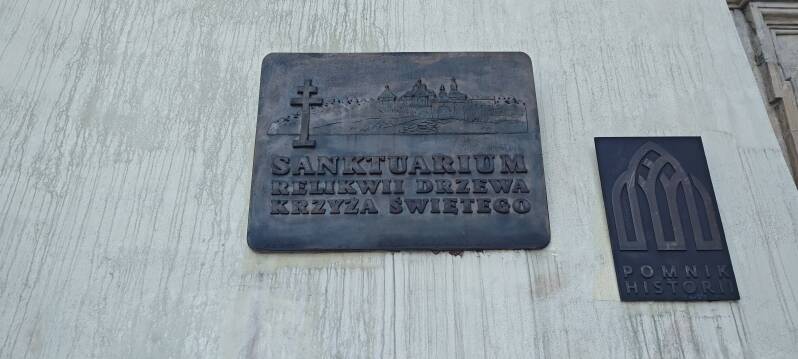 SANKTUARIUM
RELIKWII DRZEWA
KRZYŻA ŚWIĘTEGO
POMNIK
HISTORII